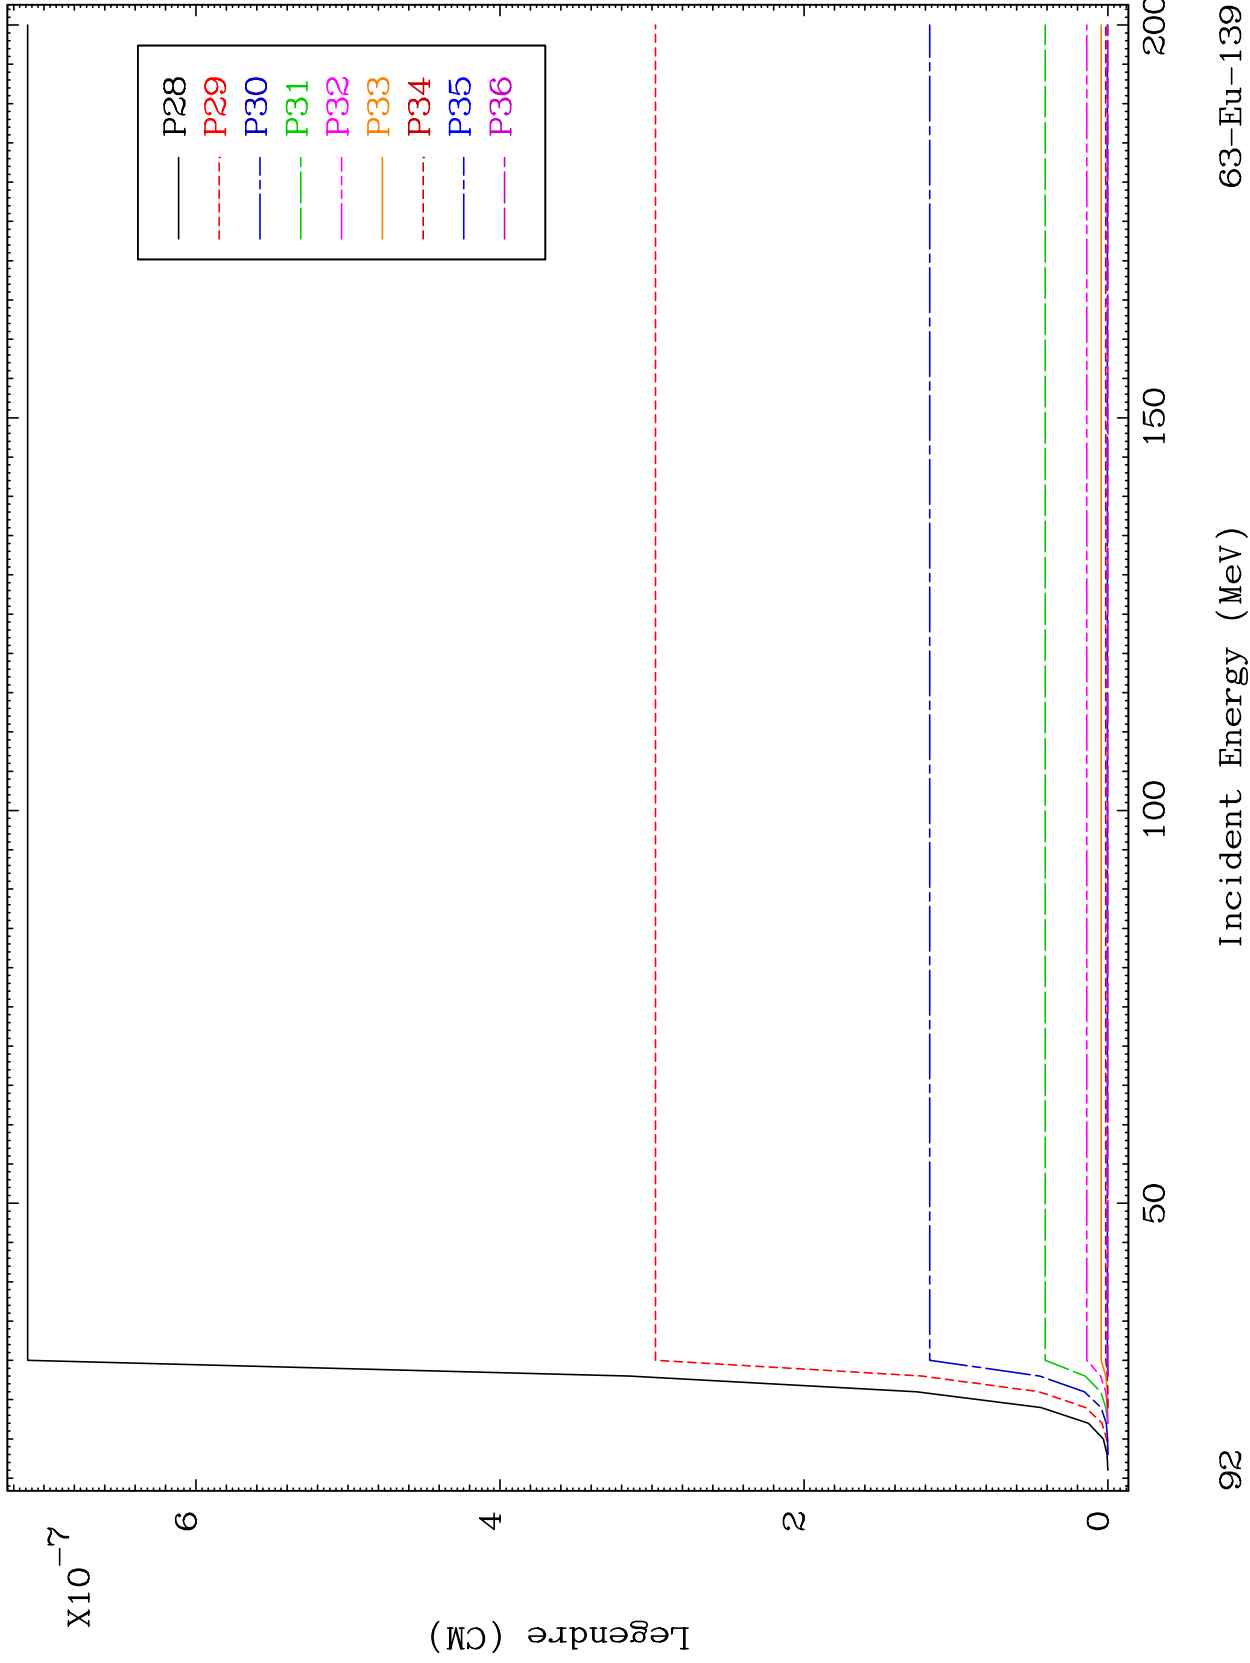 X10-7
6
4
2
0
Legendre (CM)
P28
P29
P30
P31
P32
P33
P34
P35
P36
50
100
150
200
92
Incident Energy (MeV)
63-Eu-139